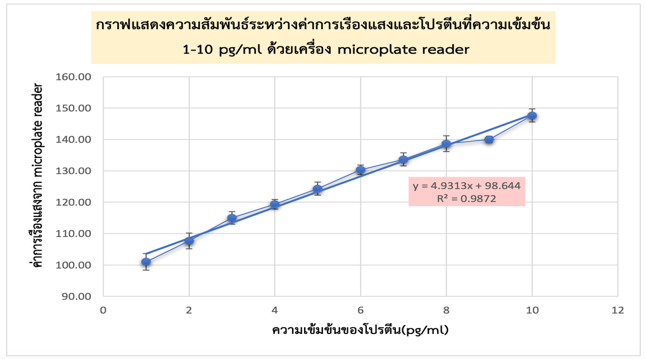 กราฟแสดงความสัมพันธ์ระหว่างค่าการเรืองแสงและโปรตีนที่ความเข้มข้น
1-10 pg/ml ด้วยเครื่อง microplate reader
ค่าการเรืองแสงจาก microplate reader
160.00
150.00
140.00
130.00
120.00
110.00
100.00
90.00
y = 4.9313x + 98.644
R² = 0.9872
0 2 4 6 8 10 12
ความเข้มข้นของโปรตีน(pg/ml)